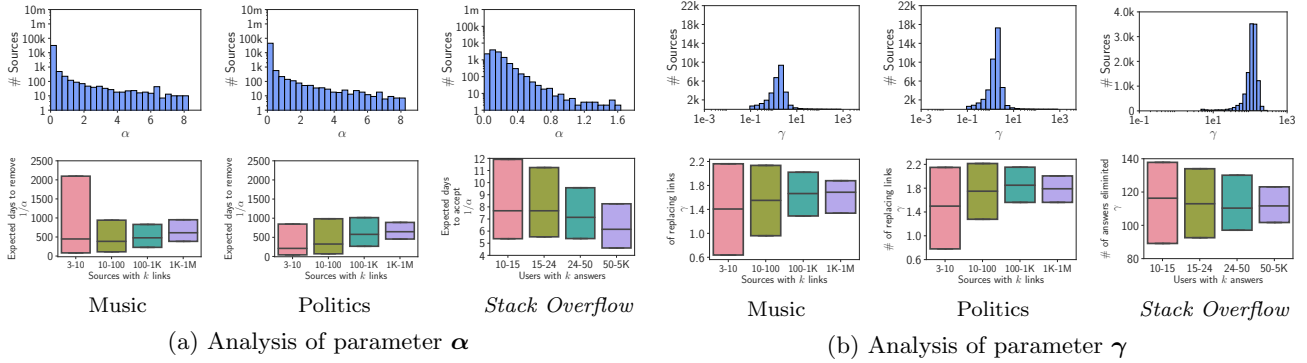 # Sources
10m
1m
100k
10k
1k
100
10
1
0 2 4 6 8
α
# Sources
10m
1m
100k
10k
1k
100
10
1
0 2 4 6 8
α
# Sources
10m
1m
100k
10k
1k
100
10
1
0.0 0.4 0.8 1.2 1.6
α
# Sources
22k
18k
14k
10k
6k
2k
1e-3 1e-1 1e1 1e3
γ
# Sources
22k
18k
14k
10k
6k
2k
1e-3 1e-1 1e1 1e3
γ
# Sources
4.0k
3.0k
2.0k
1.0k
0
1e-1 1e1 1e3
γ
Expected days to remove
1/α
2500
2000
1500
1000
500
0
3-10 10-100 100-1K 1K-1M
Sources with k links
Music
Expected days to remove
1/α
2500
2000
1500
1000
500
0
3-10 10-100 100-1K 1K-1M
Sources with k links
Politics
Expected days
to accept
1/α
12
11
10
9
8
7
6
5
4
10-15 15-24 24-50 50-5K
Users with k answers
Stack Overflow
of replacing links
γ
2.2
1.8
1.4
1.0
0.6
3-10 10-100 100-1K 1K-1M
Sources with k links
Music
# of replacing links
γ
2.2
1.8
1.4
1.0
0.6
3-10 10-100 100-1K 1K-1M
Sources with k links
Politics
# of answers eliminited
γ
140
120
100
80
10-15 15-24 24-50 50-5K
Users with k answers
Stack Overflow
(a) Analysis of parameter α
(b) Analysis of parameter γ